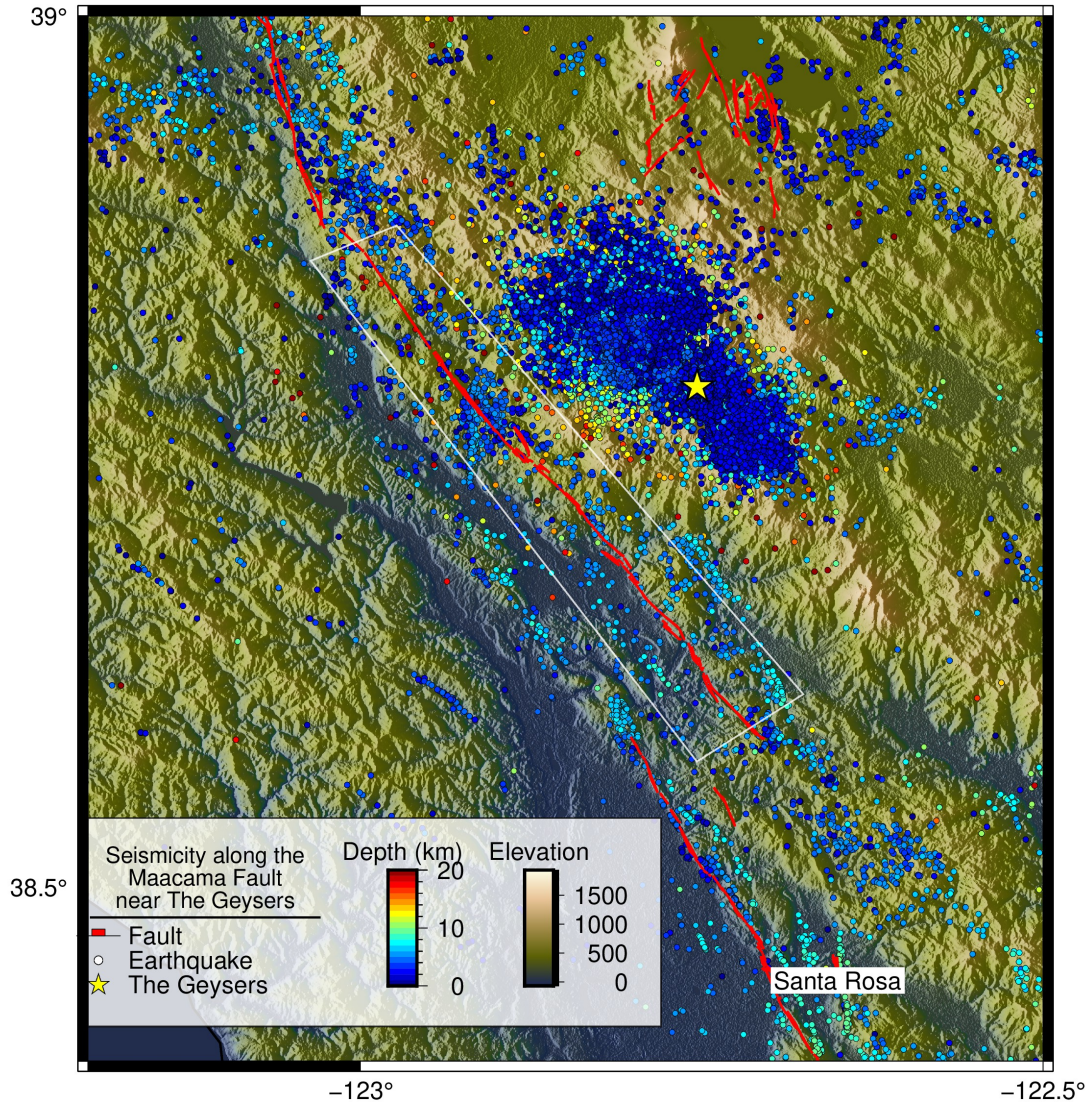 39°
Seismicity along the
Maacama Fault
near The Geysers
Fault
Earthquake
The Geysers
Depth (km)
20
10
0
Elevation
1500
1000
500
0
38.5°
Santa Rosa
−123°
−122.5°